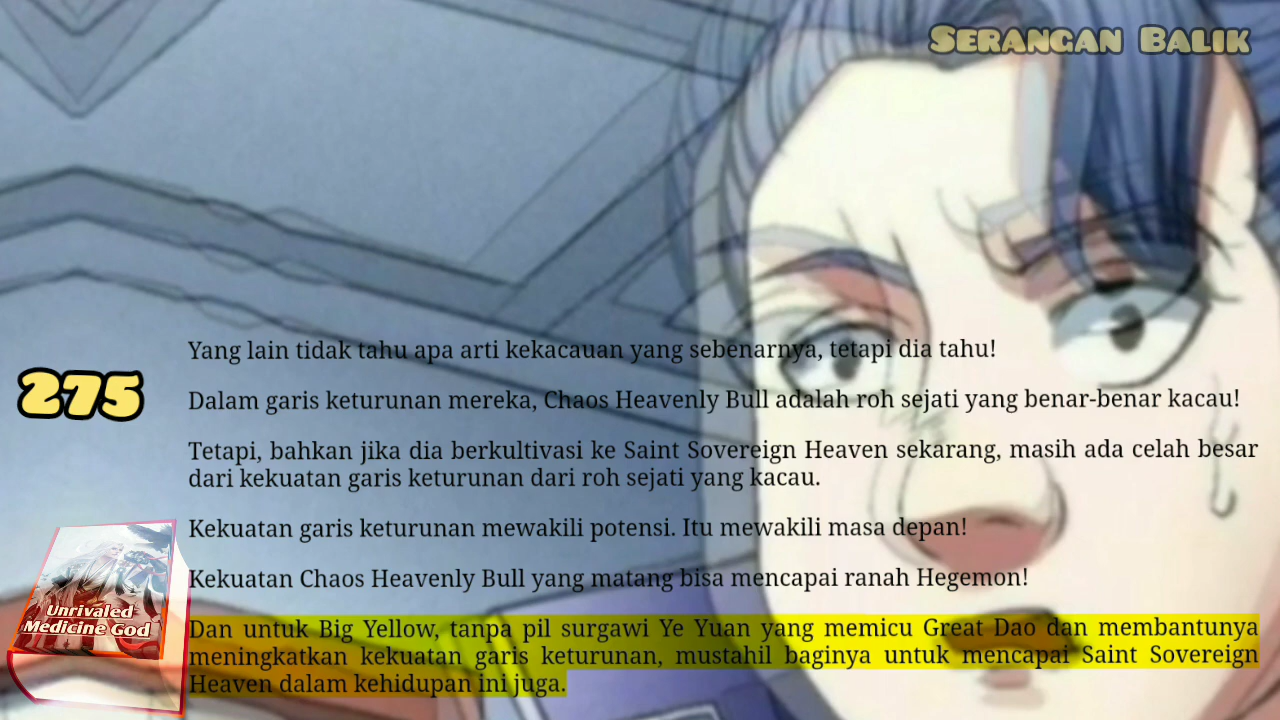 Serangan Balik
Yang lain tidak tahu apa arti kekacauan yang sebenarnya, tetapi dia tahu!
275
Dalam garis keturunan mereka, Chaos Heavenly Bull adalah roh sejati yang benar-benar kacau!
Tetapi, bahkan jika dia berkultivasi ke Saint Sovereign Heaven sekarang, masih ada celah besar
dari kekuatan garis keturunan dari roh sejati yang kacau.
Kekuatan garis keturunan mewakili potensi. Itu mewakili masa depan!
Kekuatan Chaos Heavenly Bull yang matang bisa mencapai ranah Hegemon!
Unrivaled
Medicine God
Dan untuk Big Yellow, tanpa pil surgawi Ye Yuan yang memicu Great Dao dan membantunya
meningkatkan kekuatan garis keturunan, mustahil baginya untuk mencapai Saint Sovereign
Heaven dalam kehidupan ini juga.